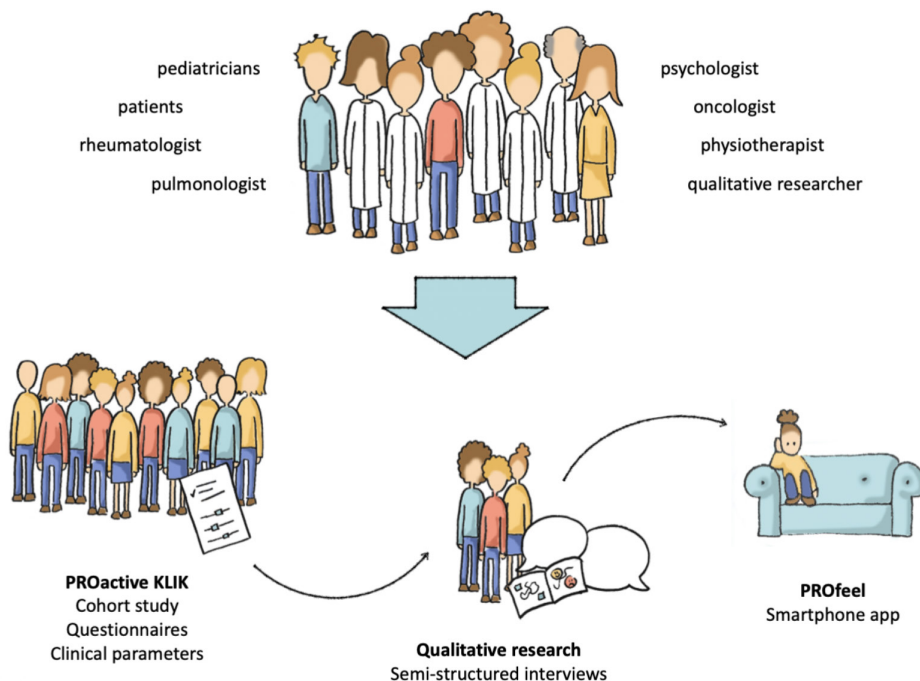 pediatricians
patients
rheumatologist
pulmonologist
psychologist
oncologist
physiotherapist
qualitative researcher
PROactive KLIK
Cohort study
Questionnaires
Clinical parameters
Qualitative research
Semi-structured interviews
PROfeel
Smartphone app